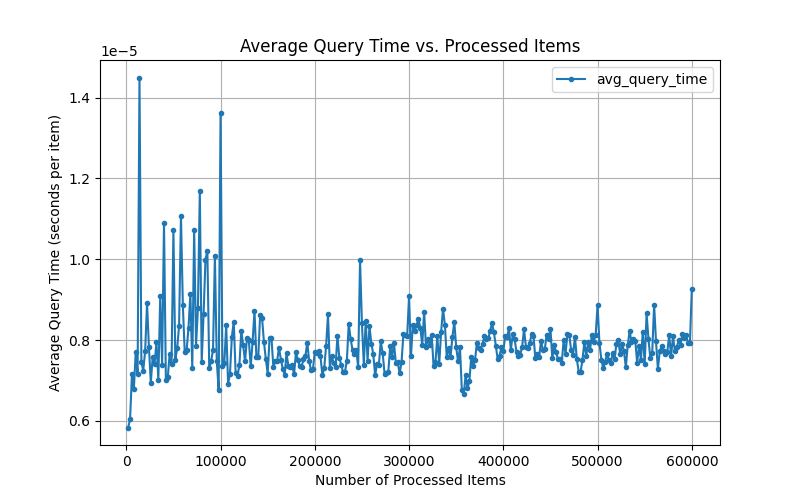 Average Query Time vs. Processed Items
1e−5
avg_query_time
1.4
1.2
1.0
0.8
0.6
Average Query Time (seconds per item)
0 100000 200000 300000 400000 500000 600000
Number of Processed Items